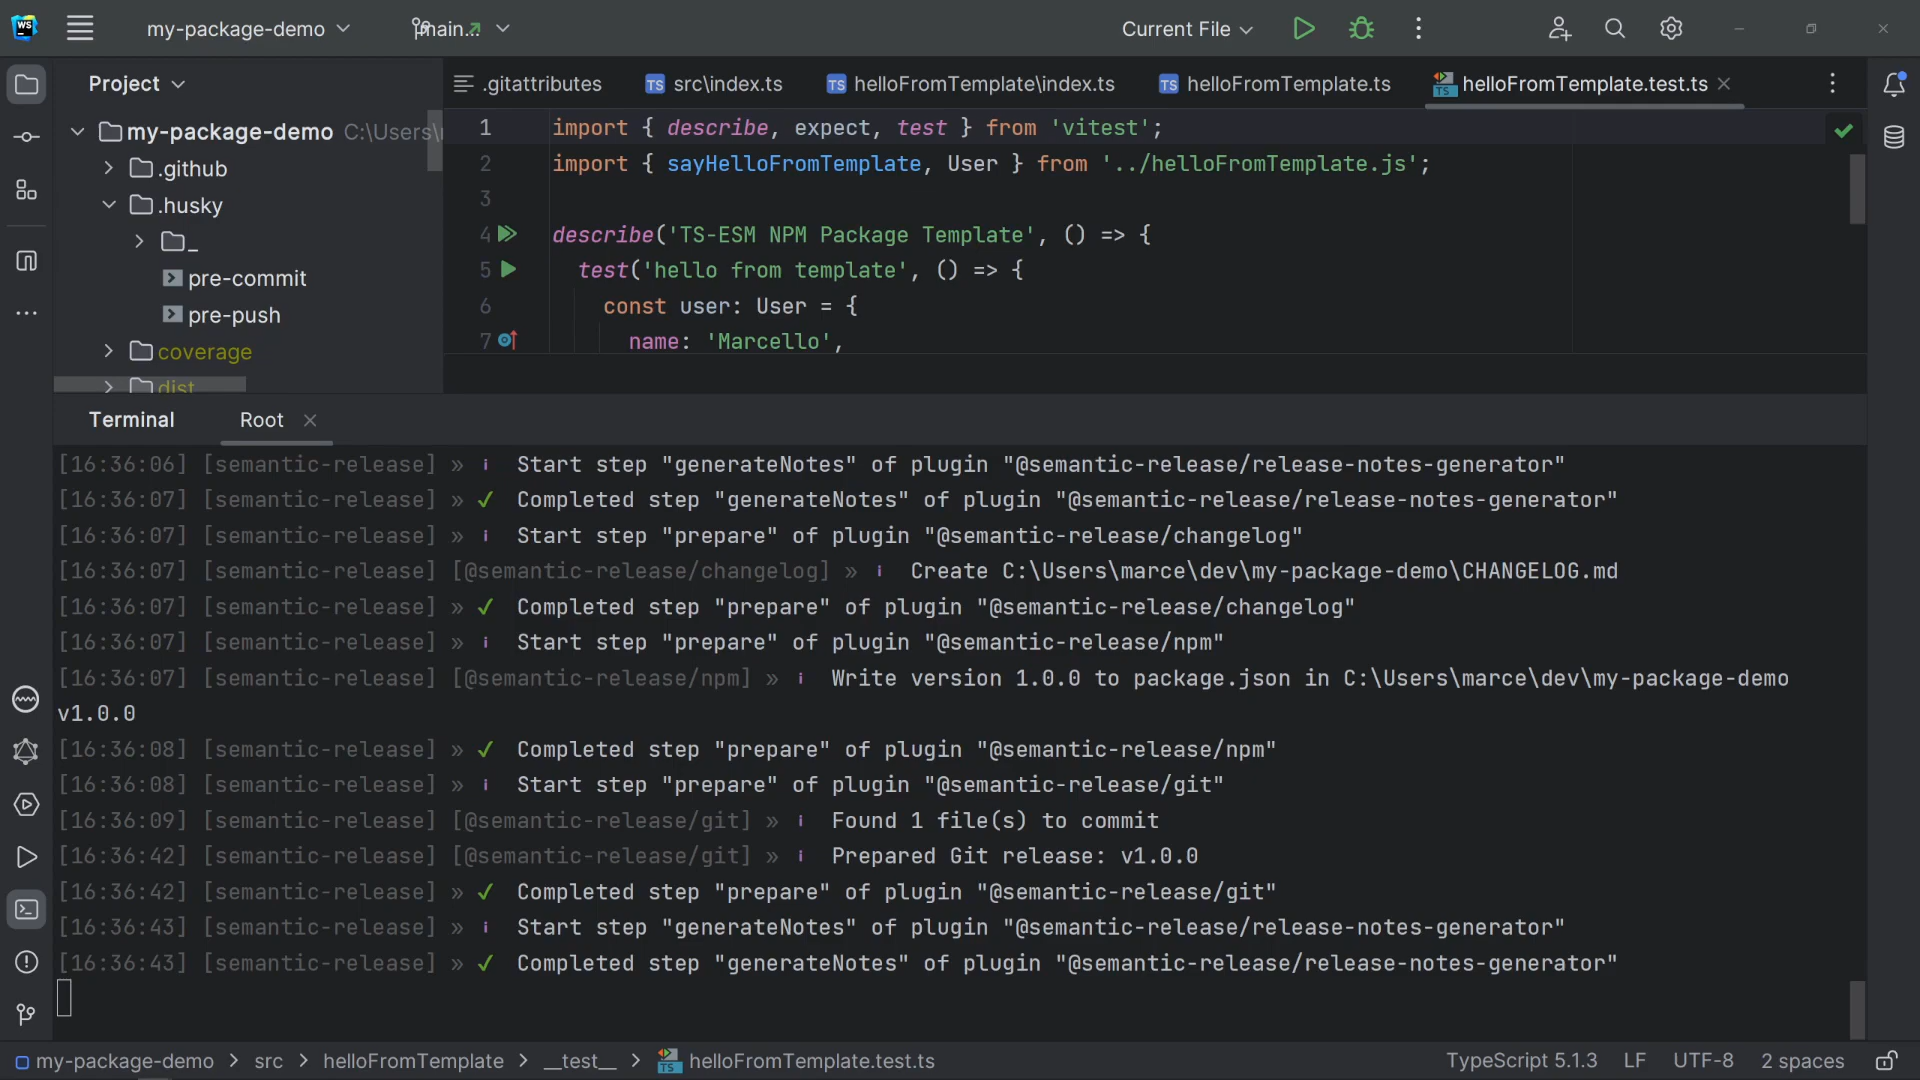 WS
my-package-demo
main...
Current File
Project
.gitattributes
TS src\index.ts
TS helloFromTemplate\index.ts
TS helloFromTemplate.ts
TS helloFromTemplate.test.ts
my-package-demo C:\Users\
.github
.husky
_
pre-commit
pre-push
coverage
dist
1 import { describe, expect, test } from 'vitest';
2 import { sayHelloFromTemplate, User } from '../helloFromTemplate.js';
3
4 describe('TS-ESM NPM Package Template', () => {
5 test('hello from template', () => {
6 const user: User = {
7 name: 'Marcello',
Terminal
Root
[16:36:06] [semantic-release] » i Start step "generateNotes" of plugin "@semantic-release/release-notes-generator"
[16:36:07] [semantic-release] » ✓ Completed step "generateNotes" of plugin "@semantic-release/release-notes-generator"
[16:36:07] [semantic-release] » i Start step "prepare" of plugin "@semantic-release/changelog"
[16:36:07] [semantic-release] [@semantic-release/changelog] » i Create C:\Users\marce\dev\my-package-demo\CHANGELOG.md
[16:36:07] [semantic-release] » ✓ Completed step "prepare" of plugin "@semantic-release/changelog"
[16:36:07] [semantic-release] » i Start step "prepare" of plugin "@semantic-release/npm"
[16:36:07] [semantic-release] [@semantic-release/npm] » i Write version 1.0.0 to package.json in C:\Users\marce\dev\my-package-demo
v1.0.0
[16:36:08] [semantic-release] » ✓ Completed step "prepare" of plugin "@semantic-release/npm"
[16:36:08] [semantic-release] » i Start step "prepare" of plugin "@semantic-release/git"
[16:36:09] [semantic-release] [@semantic-release/git] » i Found 1 file(s) to commit
[16:36:42] [semantic-release] [@semantic-release/git] » i Prepared Git release: v1.0.0
[16:36:42] [semantic-release] » ✓ Completed step "prepare" of plugin "@semantic-release/git"
[16:36:43] [semantic-release] » i Start step "generateNotes" of plugin "@semantic-release/release-notes-generator"
[16:36:43] [semantic-release] » ✓ Completed step "generateNotes" of plugin "@semantic-release/release-notes-generator"
my-package-demo > src > helloFromTemplate > __test__ > TS helloFromTemplate.test.ts
TypeScript 5.1.3
LF
UTF-8
2 spaces